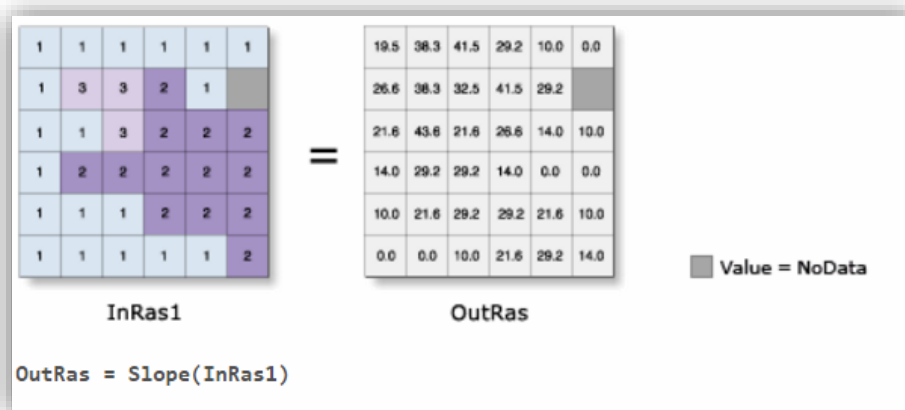 1 1 1 1 1 1 19.5 38.3 41.5 29.2 10.0 0.0
1 3 3 2 1 26.6 38.3 32.5 41.5 29.2
1 1 3 2 2 2 21.6 43.6 21.6 26.6 14.0 10.0
=
1 2 2 2 2 2 14.0 29.2 29.2 14.0 0.0 0.0
1 1 1 2 2 2 10.0 21.6 29.2 29.2 21.6 10.0
1 1 1 1 1 2 0.0 0.0 10.0 21.6 29.2 14.0
Value = NoData
InRas1 OutRas
OutRas = Slope(InRas1)